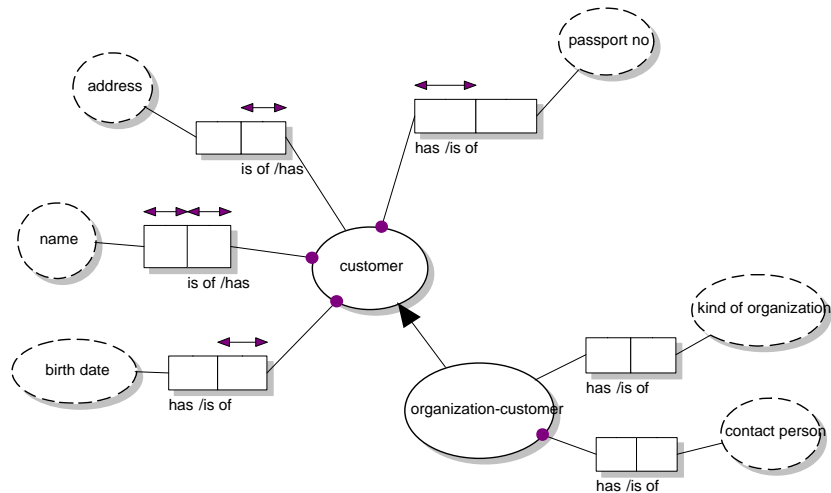 passport no
address
has /is of
is of /has
name
customer
is of /has
kind of organization
birth date
has /is of
has /is of
organization-customer
contact person
has /is of